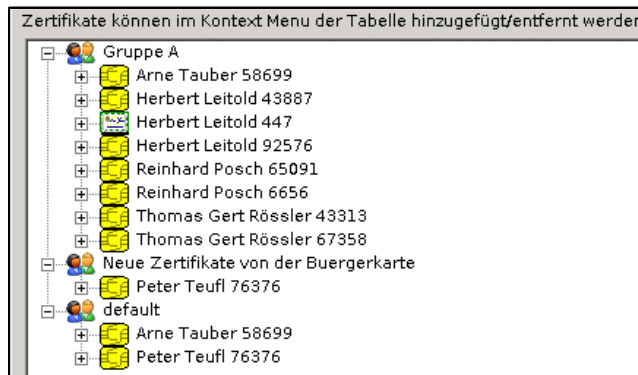 Zertifikate können im Kontext Menu der Tabelle hinzugefügt/entfernt werden
Gruppe A
Arne Tauber 58699
Herbert Leitold 43887
Herbert Leitold 447
Herbert Leitold 92576
Reinhard Posch 65091
Reinhard Posch 6656
Thomas Gert Rössler 43313
Thomas Gert Rössler 67358
Neue Zertifikate von der Buergerkarte
Peter Teufl 76376
default
Arne Tauber 58699
Peter Teufl 76376